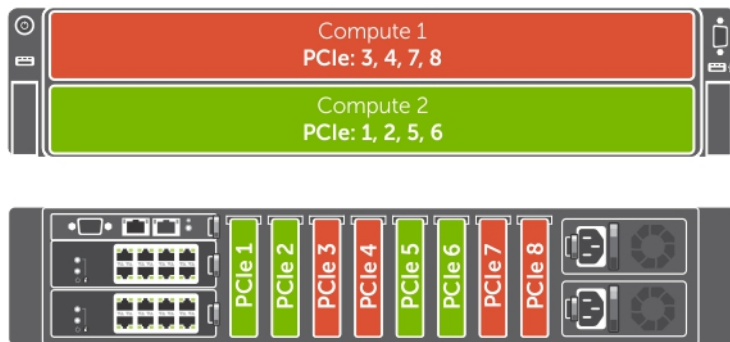 Compute 1
PCIe: 3, 4, 7, 8
Compute 2
PCIe: 1, 2, 5, 6
PCIe 1
PCIe 2
PCIe 3
PCIe 4
PCIe 5
PCIe 6
PCIe 7
PCIe 8